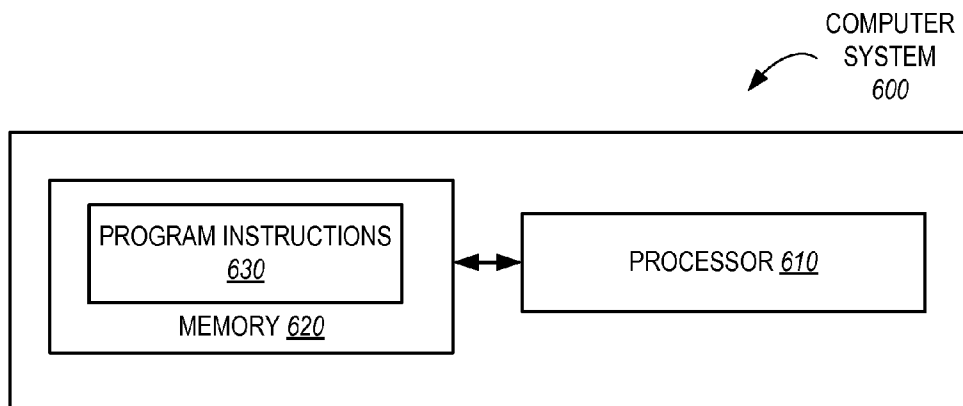 COMPUTER
SYSTEM
600
PROGRAM INSTRUCTIONS
630
MEMORY 620
PROCESSOR 610